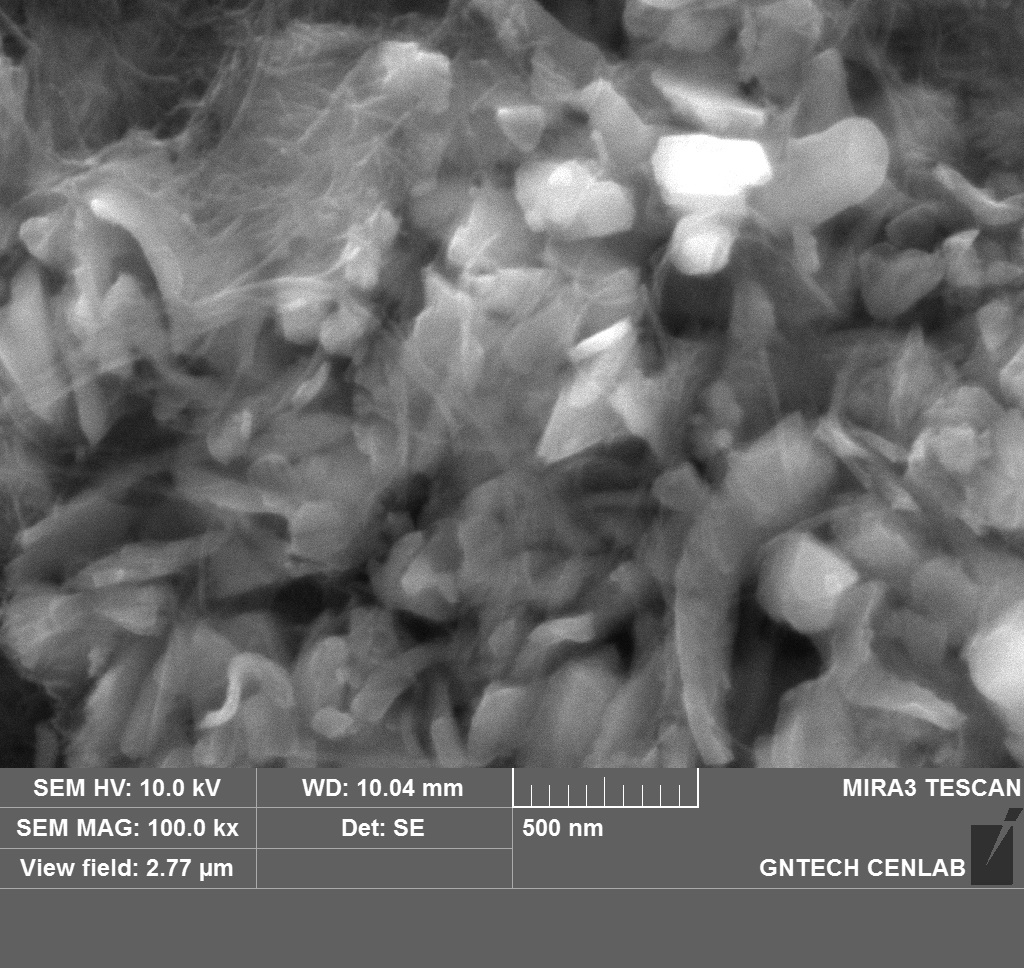 SEM HV: 10.0 kV
WD: 10.04 mm
MIRA3 TESCAN
SEM MAG: 100.0 kx
Det: SE
500 nm
View field: 2.77 µm
GNTECH CENLAB